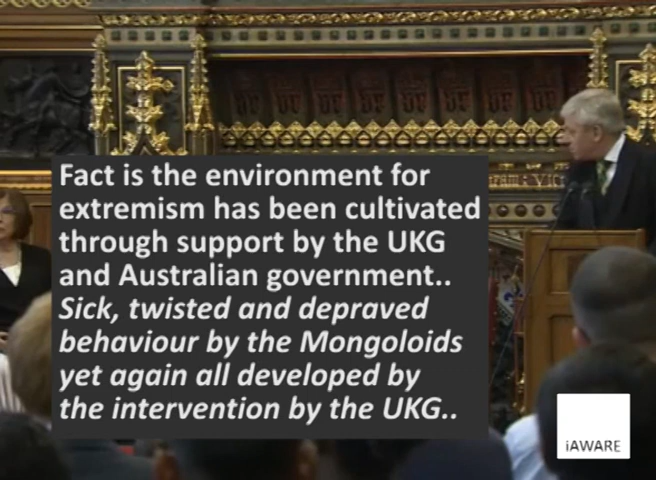 Fact is the environment for
extremism has been cultivated
through support by the UKG
and Australian government..
Sick, twisted and depraved
behaviour by the Mongoloids
yet again all developed by
the intervention by the UKG..
iAWARE